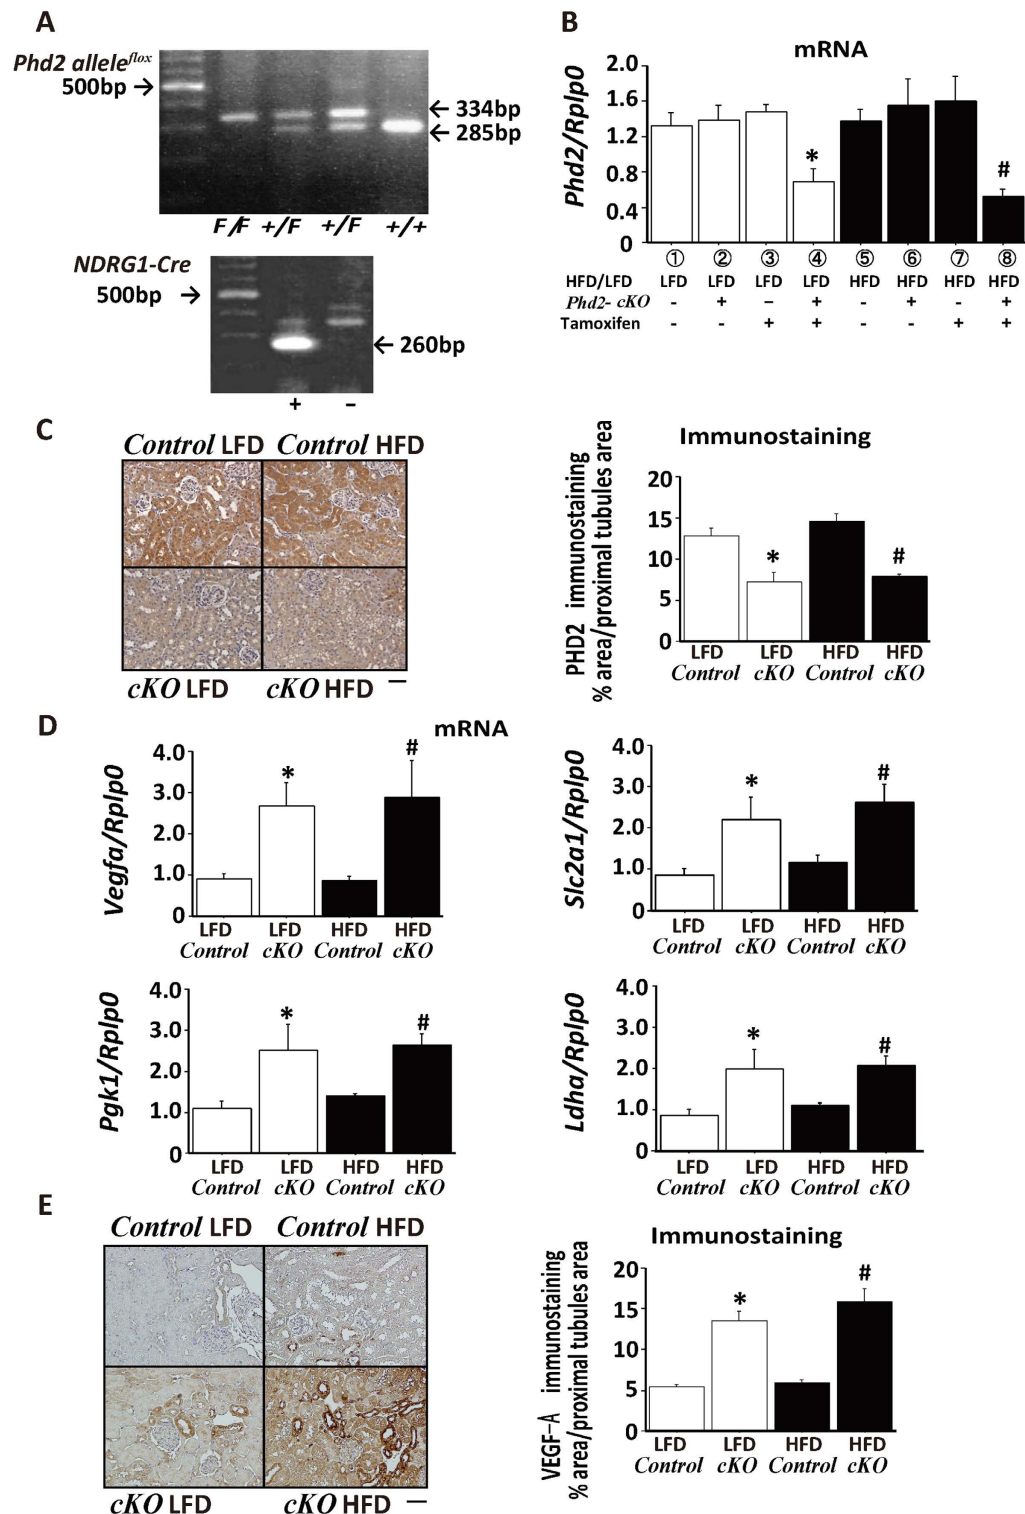 A
Phd2 allele^flox
500bp →
← 334bp
← 285bp
F/F +/F +/F +/+
NDRG1-Cre
500bp →
← 260bp
+ −
B
mRNA
Phd2/Rplp0
2.0
1.6
1.2
0.8
0.4
0
* #
① ② ③ ④ ⑤ ⑥ ⑦ ⑧
HFD/LFD LFD LFD LFD LFD HFD HFD HFD HFD
Phd2- cKO - + − + - + - +
Tamoxifen - - + + - - + +
C
Control LFD Control HFD
cKO LFD cKO HFD
Immunostaining
PHD2 immunostaining
% area/proximal tubules area
20
15
10
5
0
* #
LFD LFD HFD HFD
Control cKO Control cKO
D
mRNA
Vegfa/Rplp0
4.0
3.0
2.0
1.0
0
* #
LFD LFD HFD HFD
Control cKO Control cKO
Slc2a1/Rplp0
4.0
3.0
2.0
1.0
0
* #
LFD LFD HFD HFD
Control cKO Control cKO
Pgk1/Rplp0
4.0
3.0
2.0
1.0
0
* #
LFD LFD HFD HFD
Control cKO Control cKO
Ldha/Rplp0
4.0
3.0
2.0
1.0
0
* #
LFD LFD HFD HFD
Control cKO Control cKO
E
Control LFD Control HFD
cKO LFD cKO HFD
Immunostaining
VEGF-A immunostaining
% area/proximal tubules area
20
15
10
5
0
* #
LFD LFD HFD HFD
Control cKO Control cKO